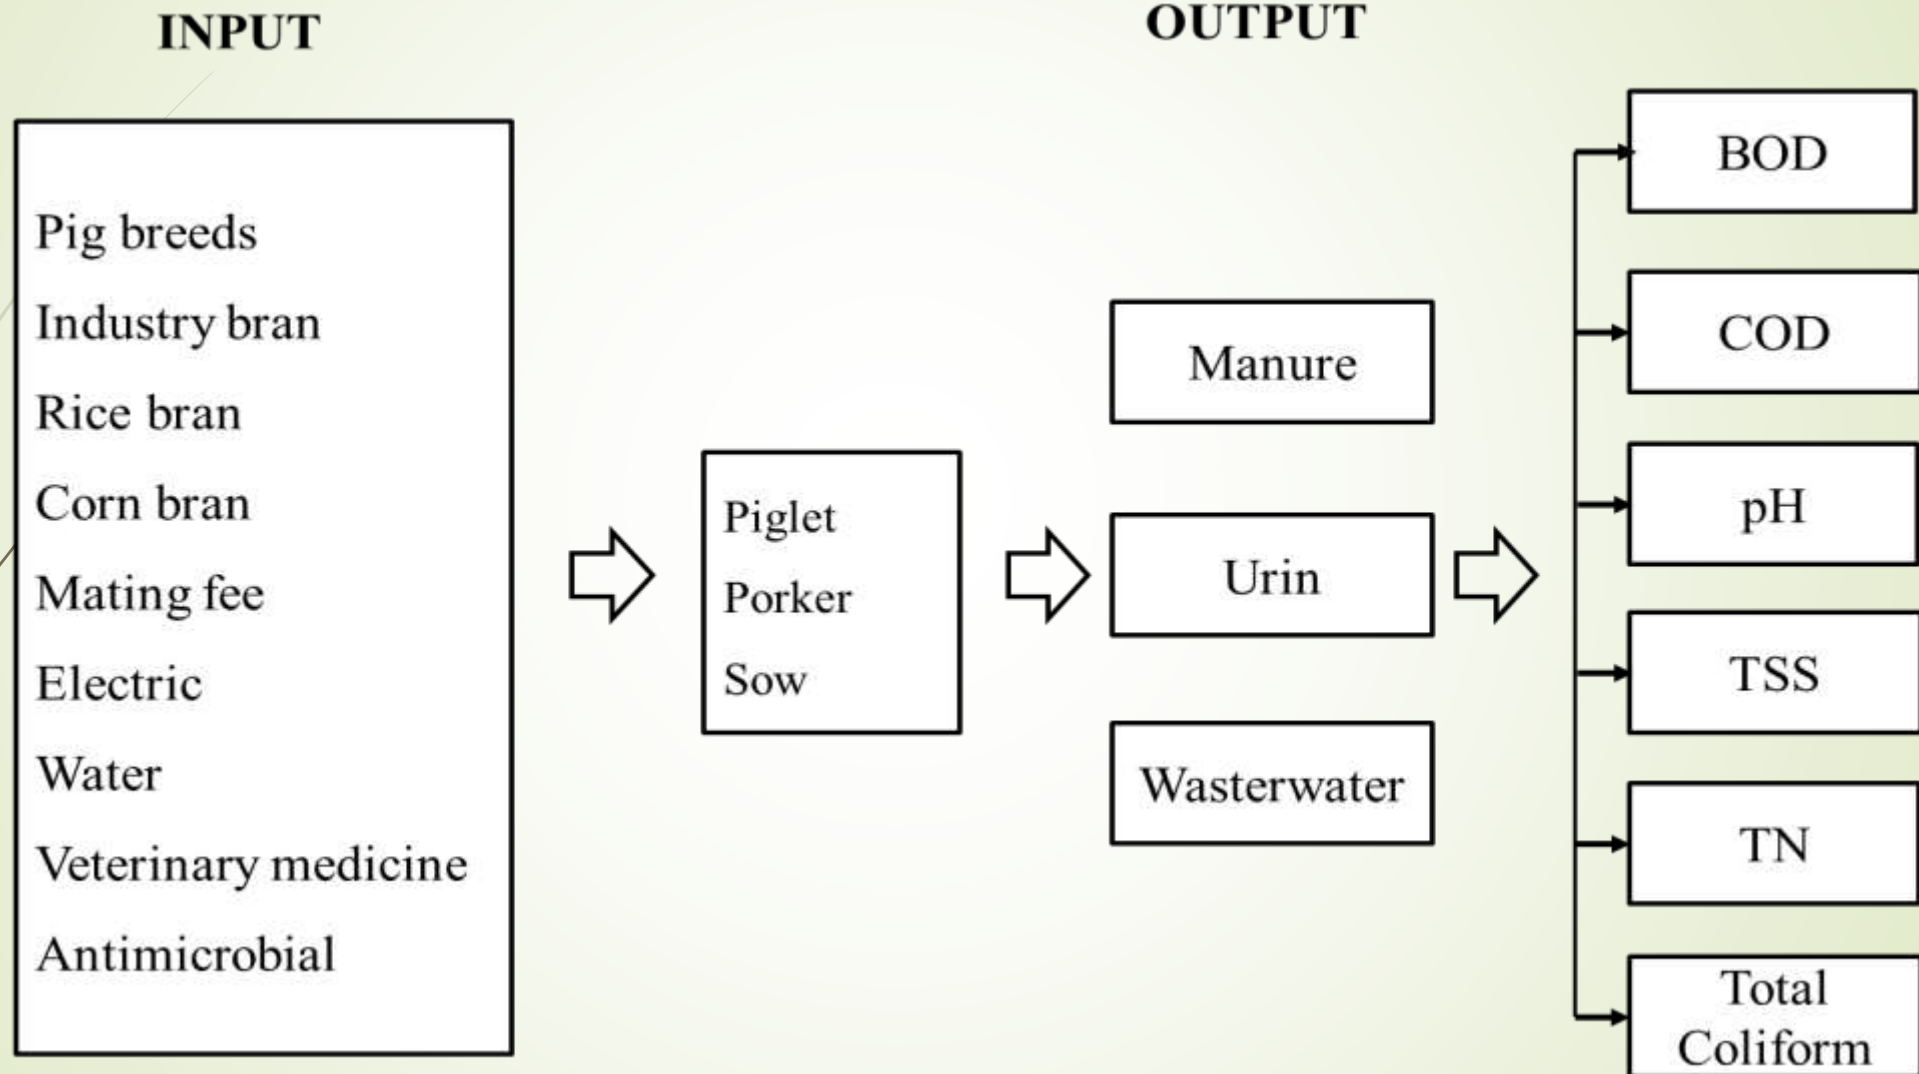 INPUT
OUTPUT
Pig breeds
Industry bran
Rice bran
Corn bran
Mating fee
Electric
Water
Veterinary medicine
Antimicrobial
Piglet
Porker
Sow
Manure
Urin
Wasterwater
BOD
COD
pH
TSS
TN
Total
Coliform